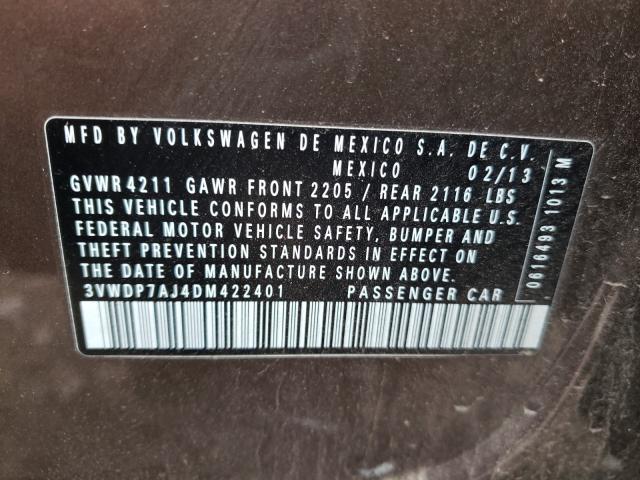 MFD BY VOLKSWAGEN DE MEXICO S.A. DE C.V.
MEXICO 02/13
GVWR 4211 GAWR FRONT 2205 / REAR 2116 LBS
THIS VEHICLE CONFORMS TO ALL APPLICABLE U.S.
FEDERAL MOTOR VEHICLE SAFETY, BUMPER AND
THEFT PREVENTION STANDARDS IN EFFECT ON
THE DATE OF MANUFACTURE SHOWN ABOVE.
3VWDP7AJ4DM422401 PASSENGER CAR
0616493 1013 M